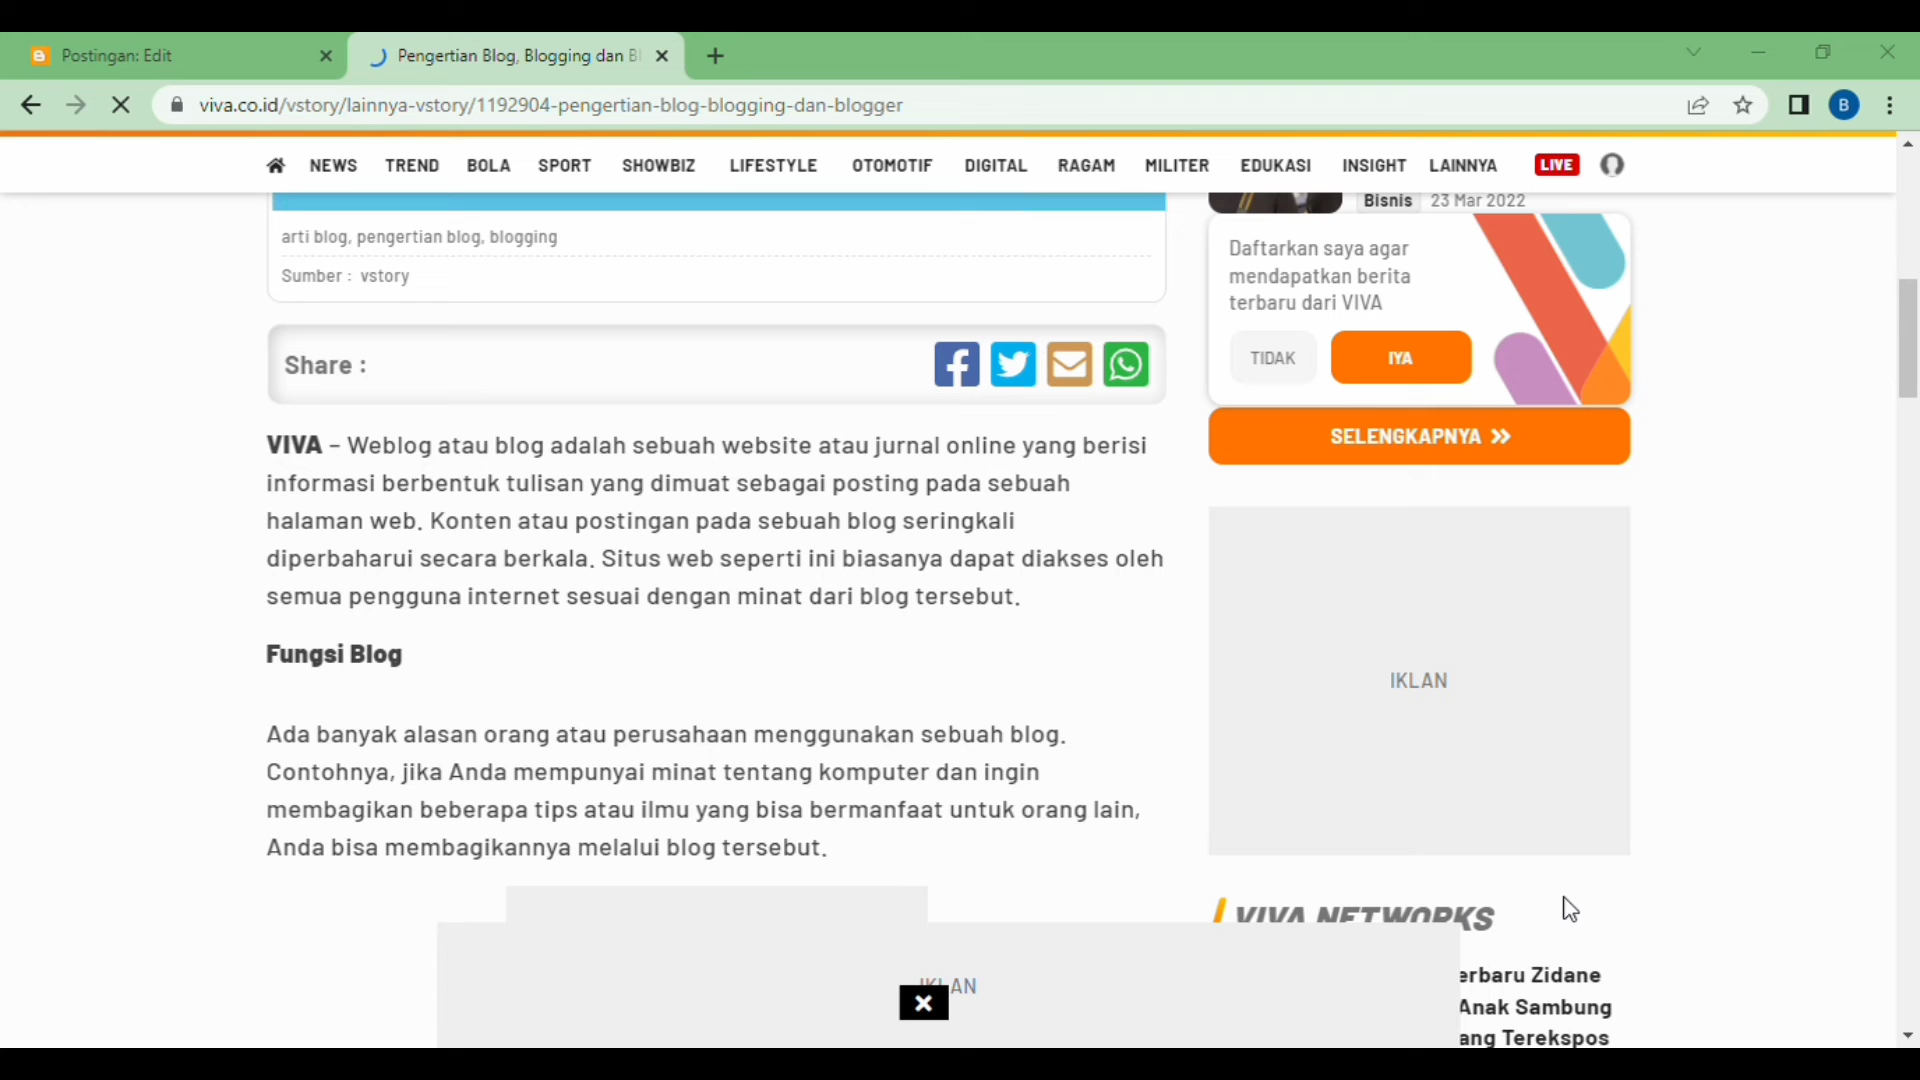 Postingan: Edit
Pengertian Blog, Blogging dan
viva.co.id/vstory/lainnya-vstory/1192904-pengertian-blog-blogging-dan-blogger
B
NEWS TREND BOLA SPORT SHOWBIZ LIFESTYLE OTOMOTIF DIGITAL RAGAM MILITER EDUKASI INSIGHT LAINNYA LIVE
arti blog, pengertian blog, blogging
Sumber : vstory
Share :
VIVA – Weblog atau blog adalah sebuah website atau jurnal online yang berisi
informasi berbentuk tulisan yang dimuat sebagai posting pada sebuah
halaman web. Konten atau postingan pada sebuah blog seringkali
diperbaharui secara berkala. Situs web seperti ini biasanya dapat diakses oleh
semua pengguna internet sesuai dengan minat dari blog tersebut.
Fungsi Blog
Ada banyak alasan orang atau perusahaan menggunakan sebuah blog.
Contohnya, jika Anda mempunyai minat tentang komputer dan ingin
membagikan beberapa tips atau ilmu yang bisa bermanfaat untuk orang lain,
Anda bisa membagikannya melalui blog tersebut.
IKLAN
Bisnis 23 Mar 2022
Daftarkan saya agar
mendapatkan berita
terbaru dari VIVA
TIDAK IYA
SELENGKAPNYA
IKLAN
VIVA NETWORKS
erbaru Zidane
Anak Sambung
ang Terekspos